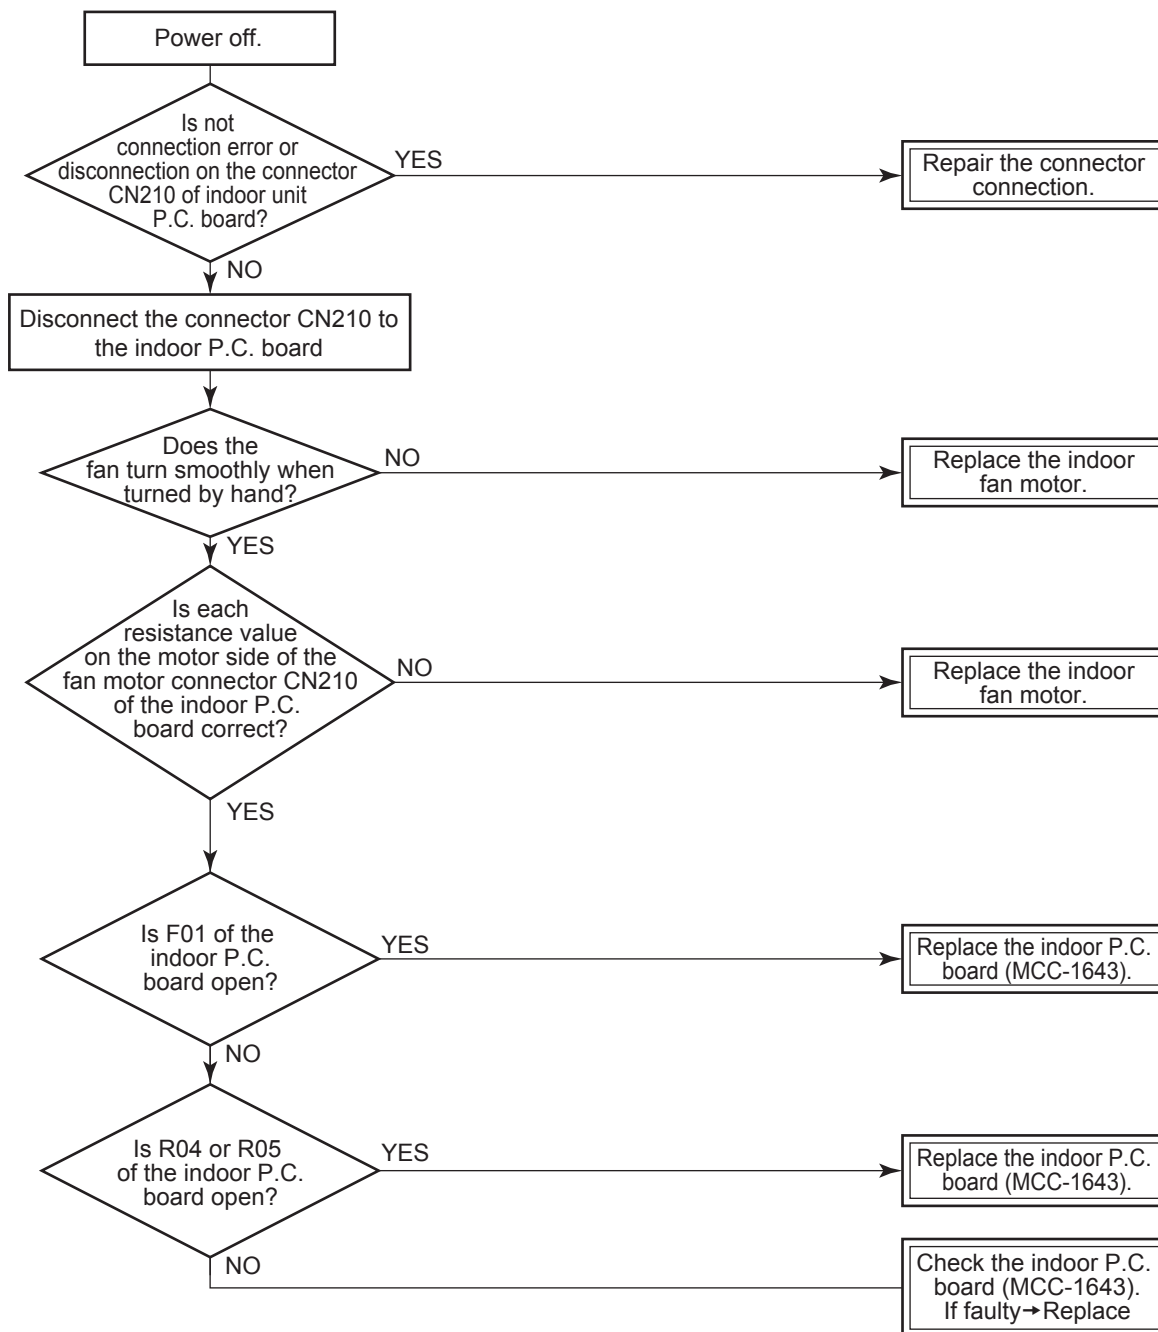 Power off.
Is not
connection error or
disconnection on the connector
CN210 of indoor unit
P.C. board?
YES
Repair the connector
connection.
NO
Disconnect the connector CN210 to
the indoor P.C. board
Does the
fan turn smoothly when
turned by hand?
NO
Replace the indoor
fan motor.
YES
Is each
resistance value
on the motor side of the
fan motor connector CN210
of the indoor P.C.
board correct?
NO
Replace the indoor
fan motor.
YES
Is F01 of the
indoor P.C.
board open?
YES
Replace the indoor P.C.
board (MCC-1643).
NO
Is R04 or R05
of the indoor P.C.
board open?
YES
Replace the indoor P.C.
board (MCC-1643).
NO
Check the indoor P.C.
board (MCC-1643).
If faulty→Replace